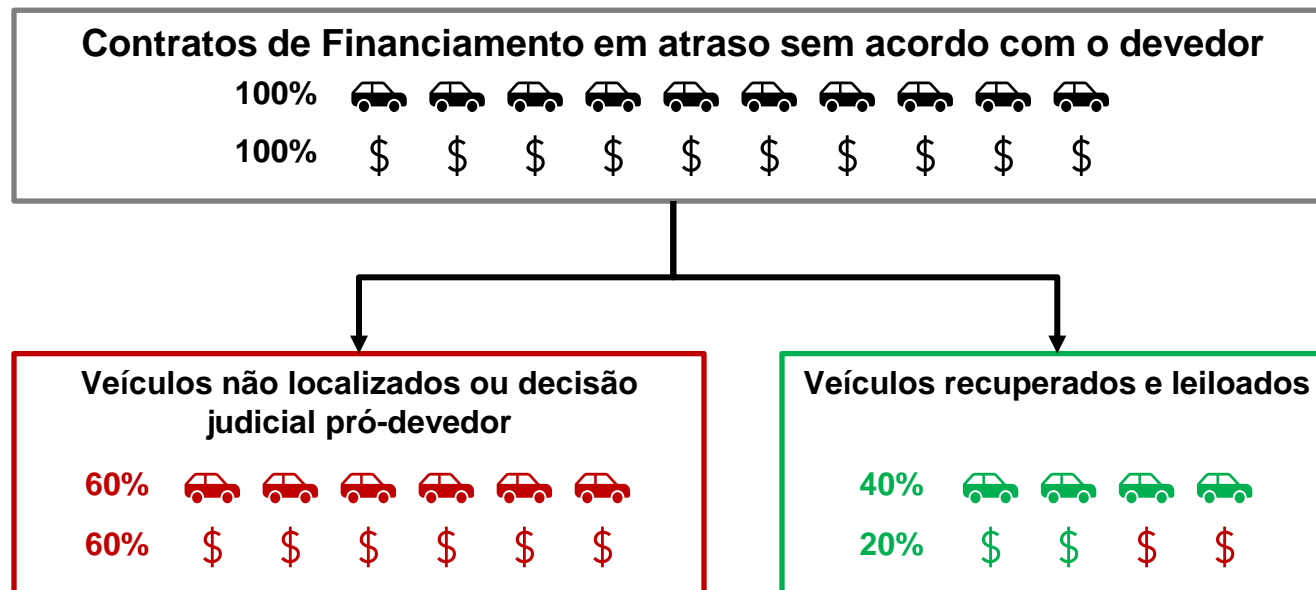 Contratos de Financiamento em atraso sem acordo com o devedor
100%
100% $ $ $ $ $ $ $ $ $ $
Veículos não localizados ou decisão
judicial pró-devedor
60%
60% $ $ $ $ $ $
Veículos recuperados e leiloados
40%
20% $ $ $ $